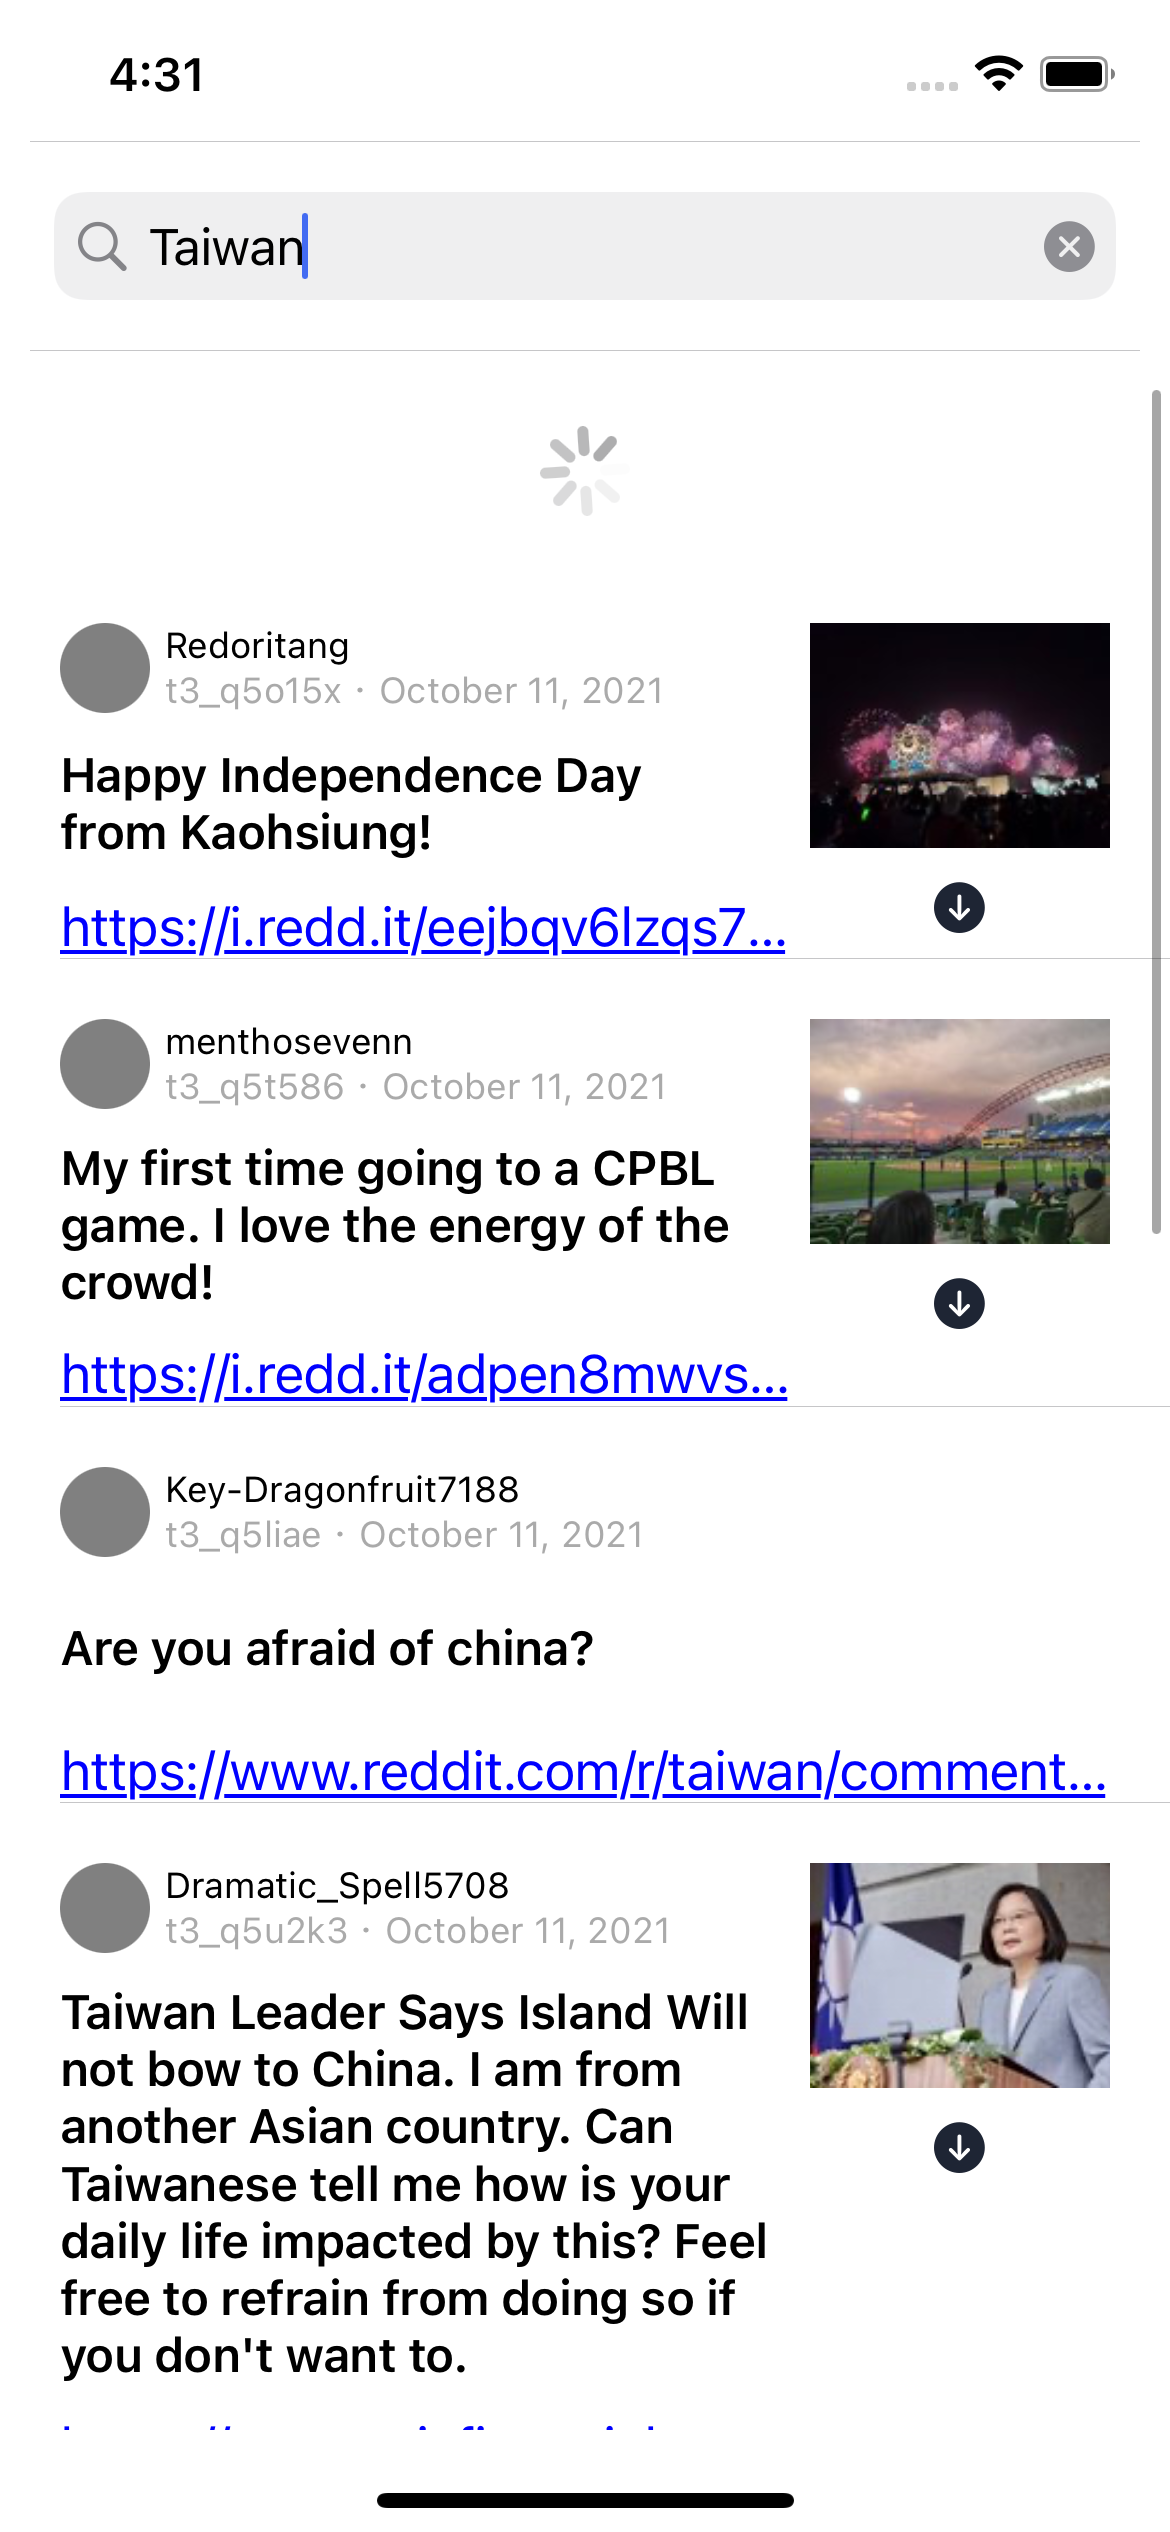 4:31
Taiwan
Redoritang
t3_q5o15x · October 11, 2021
Happy Independence Day
from Kaohsiung!
https://i.redd.it/eejbqv6lzqs7...
menthosevenn
t3_q5t586 · October 11, 2021
My first time going to a CPBL
game. I love the energy of the
crowd!
https://i.redd.it/adpen8mwvs...
Key-Dragonfruit7188
t3_q5liae · October 11, 2021
Are you afraid of china?
https://www.reddit.com/r/taiwan/comment...
Dramatic_Spell5708
t3_q5u2k3 · October 11, 2021
Taiwan Leader Says Island Will
not bow to China. I am from
another Asian country. Can
Taiwanese tell me how is your
daily life impacted by this? Feel
free to refrain from doing so if
you don't want to.